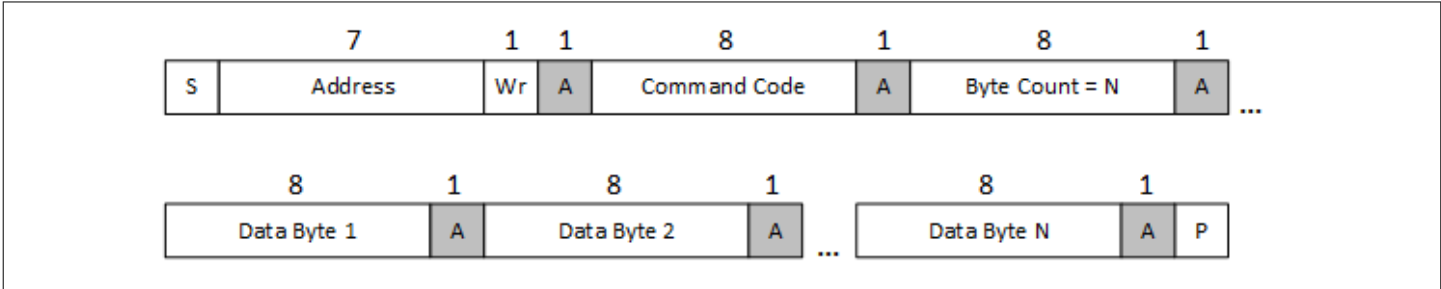 7 1 1 8 1 8 1
S Address Wr A Command Code A Byte Count = N A ...
8 1 8 1 8 1
Data Byte 1 A Data Byte 2 A ... Data Byte N A P